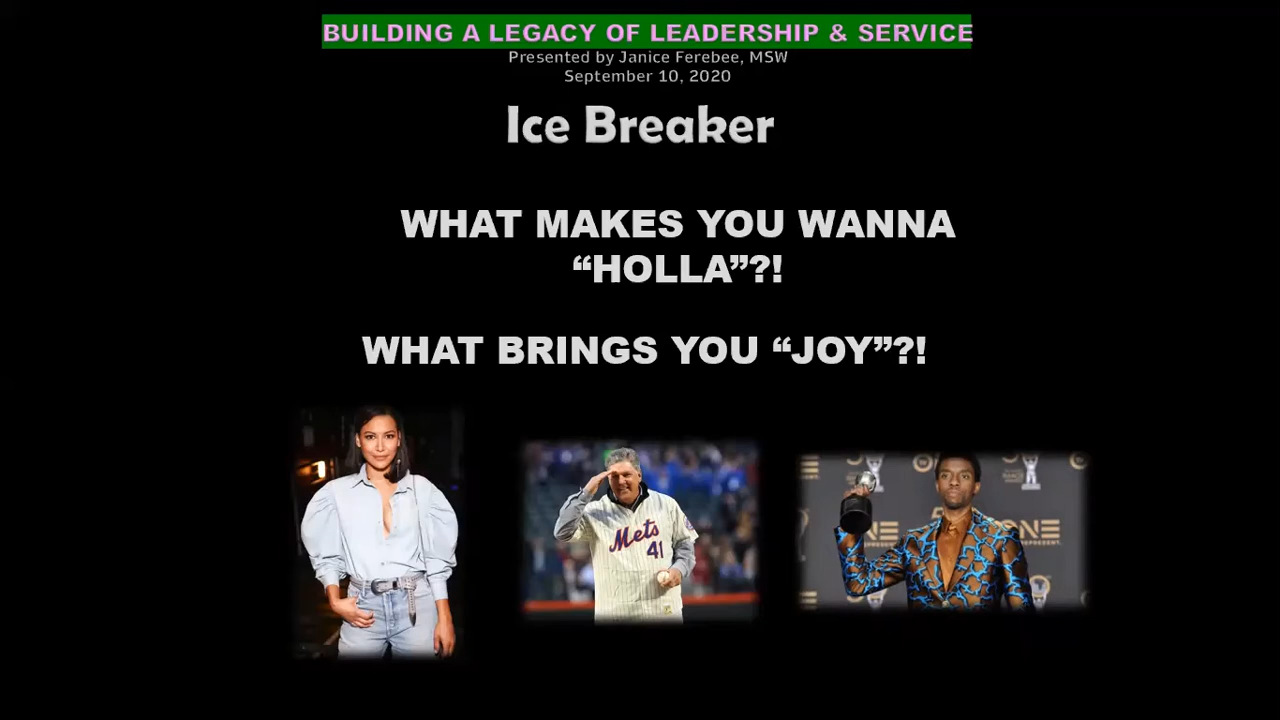 BUILDING A LEGACY OF LEADERSHIP & SERVICE
Presented by Janice Ferebee, MSW
September 10, 2020
Ice Breaker
WHAT MAKES YOU WANNA
“HOLLA”?!
WHAT BRINGS YOU “JOY”?!
Mets
41